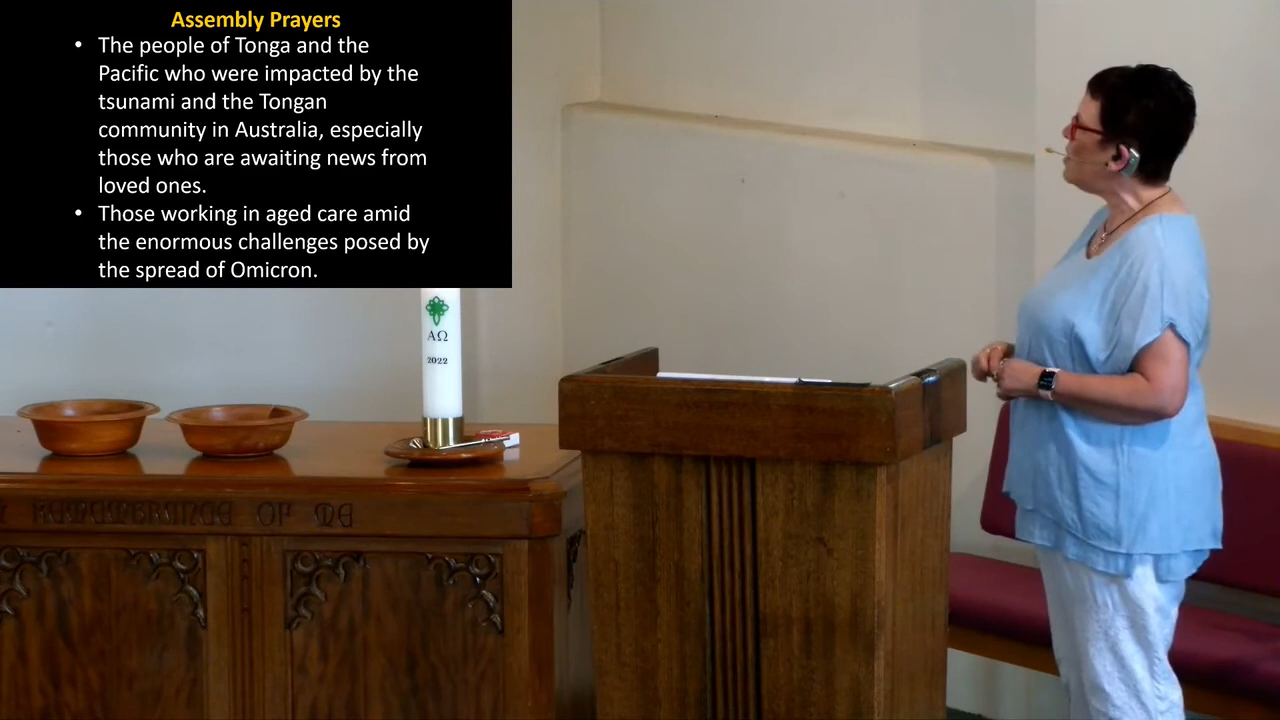 Assembly Prayers
• The people of Tonga and the
Pacific who were impacted by the
tsunami and the Tongan
community in Australia, especially
those who are awaiting news from
loved ones.
• Those working in aged care amid
the enormous challenges posed by
the spread of Omicron.
ΑΩ
2022
REMEMBRANCE OF ME